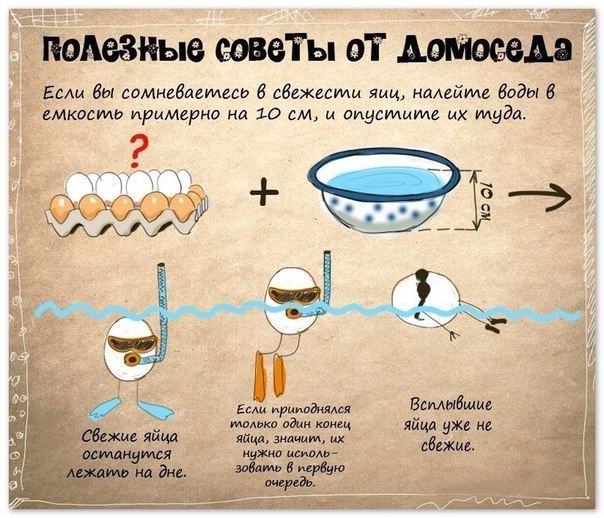 ПОЛЕЗНЫЕ СОВЕТЫ ОТ ДОМОСЕДА
Если вы сомневаетесь в свежести яиц, налейте воды в
емкость примерно на 10 см, и опустите их туда.
?
+
10 см
Свежие яйца
останутся
лежать на дне.
Если приподнялся
только один конец
яйца, значит, их
нужно исполь-
зовать в первую
очередь.
Всплывшие
яйца уже не
свежие.